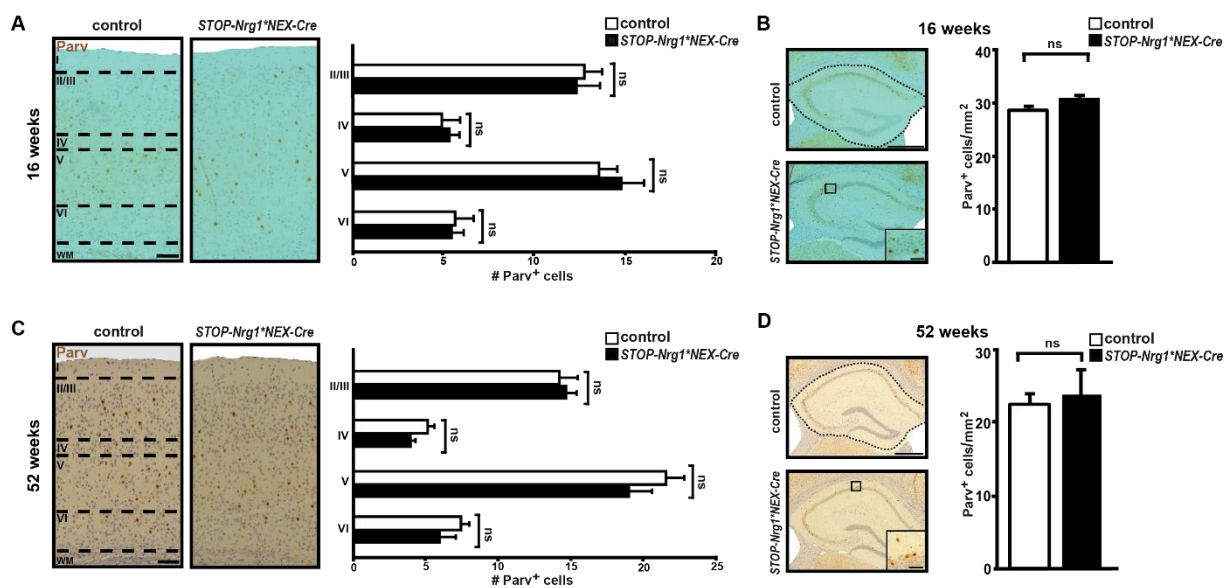 A
control
STOP-Nrg1*NEX-Cre
control
STOP-Nrg1*NEX-Cre
16 weeks
Parv
I
II/III
IV
V
VI
WM
II/III
IV
V
VI
ns
ns
ns
ns
0
5
10
15
20
# Parv+ cells
B
16 weeks
control
STOP-Nrg1*NEX-Cre
control
STOP-Nrg1*NEX-Cre
ns
40
30
20
10
0
Parv+ cells/mm2
C
control
STOP-Nrg1*NEX-Cre
control
STOP-Nrg1*NEX-Cre
52 weeks
Parv
I
II/III
IV
V
VI
WM
II/III
IV
V
VI
ns
ns
ns
ns
0
5
10
15
20
25
# Parv+ cells
D
52 weeks
control
STOP-Nrg1*NEX-Cre
control
STOP-Nrg1*NEX-Cre
ns
30
20
10
0
Parv+ cells/mm2